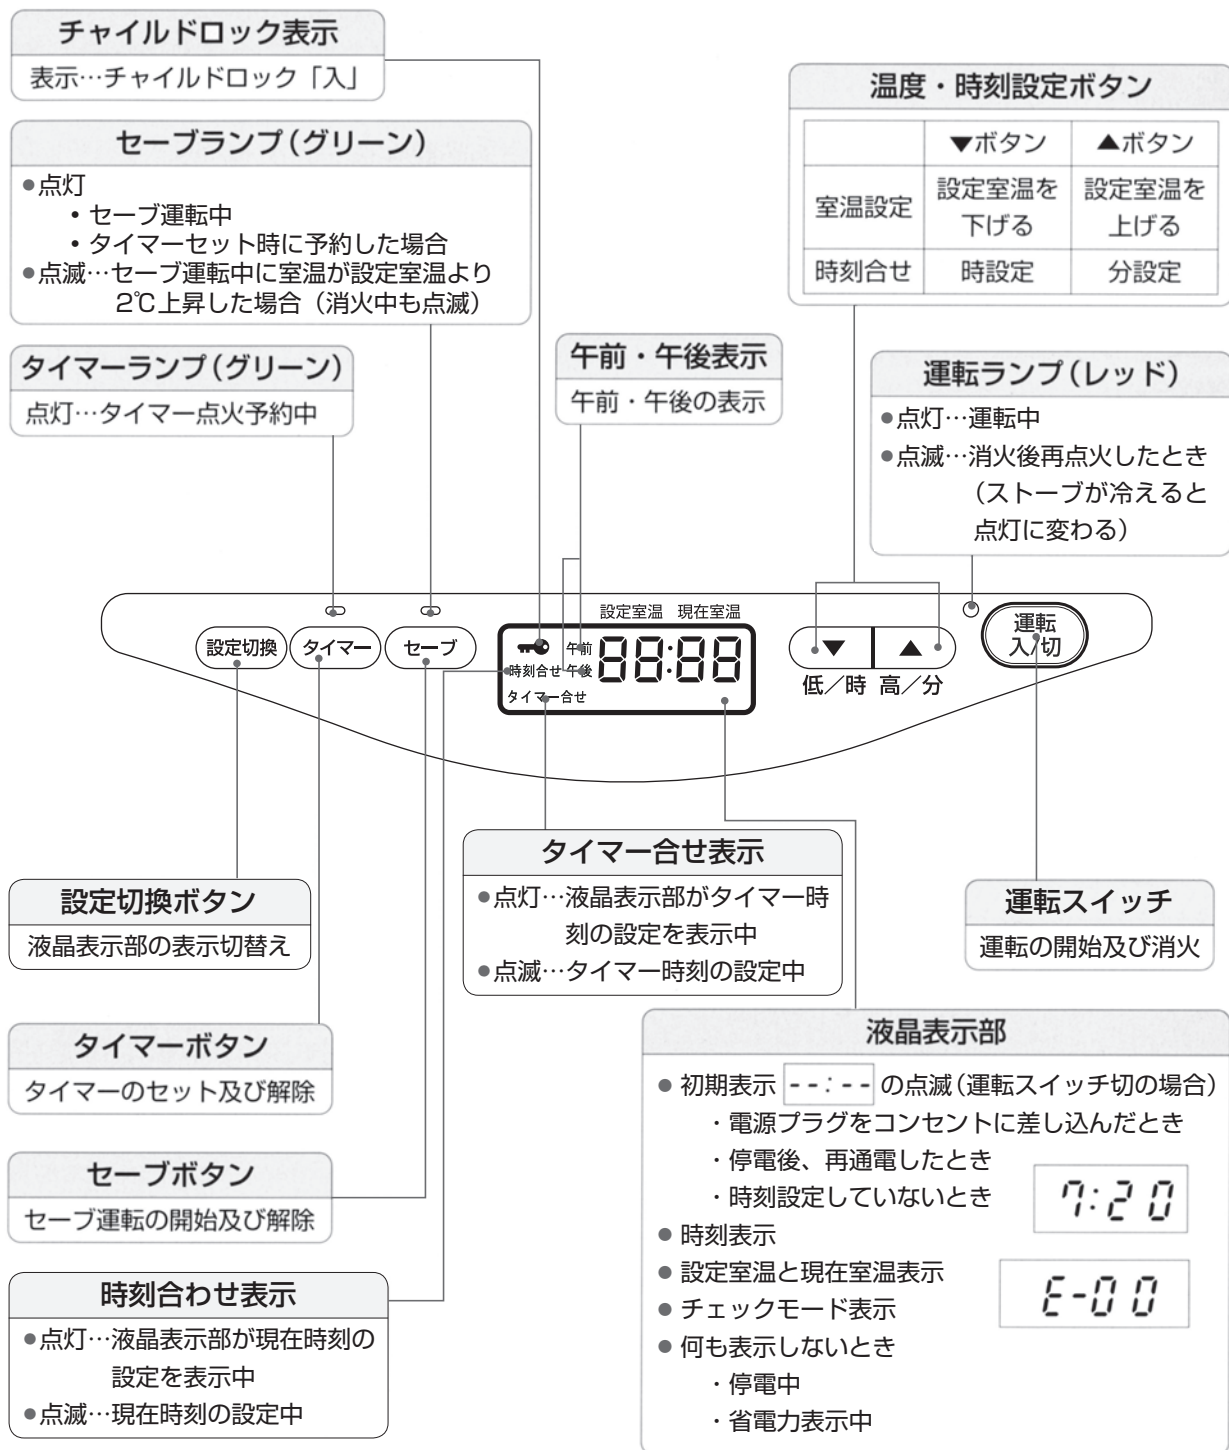 チャイルドロック表示
表示…チャイルドロック「入」
セーブランプ(グリーン)
●点灯
・セーブ運転中
・タイマーセット時に予約した場合
●点滅…セーブ運転中に室温が設定室温より
2℃上昇した場合(消火中も点滅)
タイマーランプ(グリーン)
点灯…タイマー点火予約中
午前・午後表示
午前・午後の表示
温度・時刻設定ボタン
▼ボタン ▲ボタン
室温設定 設定室温を下げる 設定室温を上げる
時刻合せ 時設定 分設定
運転ランプ(レッド)
●点灯…運転中
●点滅…消火後再点火したとき
(ストーブが冷えると
点灯に変わる)
設定切換 タイマー セーブ
設定室温 現在室温
午前
時刻合せ 午後
88:88
タイマー合せ
▼ ▲
低/時 高/分
運転
入/切
タイマー合せ表示
●点灯…液晶表示部がタイマー時
刻の設定を表示中
●点滅…タイマー時刻の設定中
設定切換ボタン
液晶表示部の表示切替え
運転スイッチ
運転の開始及び消火
タイマーボタン
タイマーのセット及び解除
セーブボタン
セーブ運転の開始及び解除
時刻合わせ表示
●点灯…液晶表示部が現在時刻の
設定を表示中
●点滅…現在時刻の設定中
液晶表示部
●初期表示 --:-- の点滅(運転スイッチ切の場合)
・電源プラグをコンセントに差し込んだとき
・停電後、再通電したとき
・時刻設定していないとき
7:20
●時刻表示
●設定室温と現在室温表示
E-00
●チェックモード表示
●何も表示しないとき
・停電中
・省電力表示中